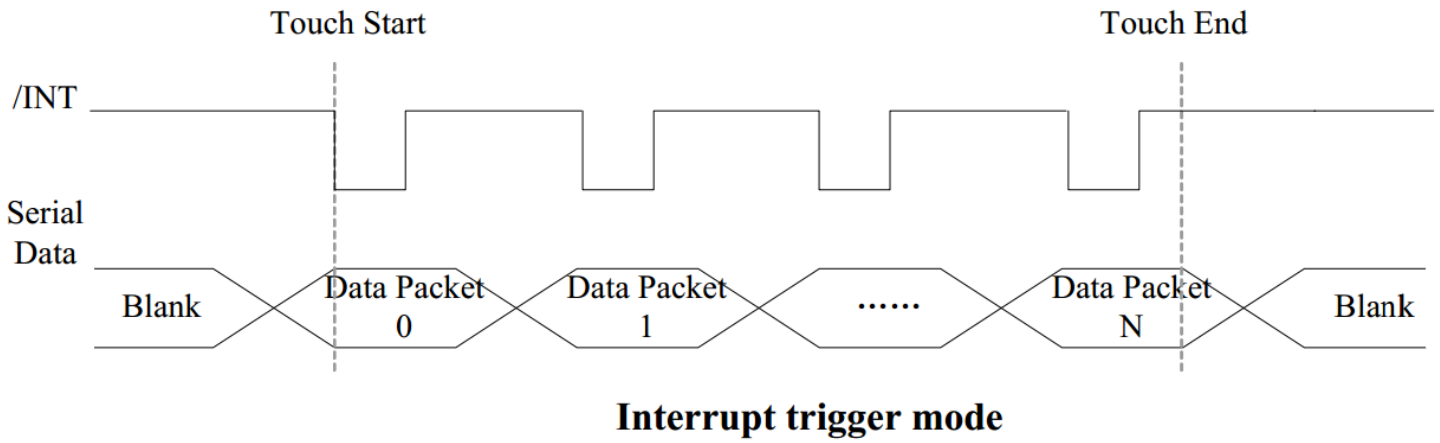 Touch Start
Touch End
/INT
Serial
Data
Blank
Data Packet
0
Data Packet
1
......
Data Packet
N
Blank
Interrupt trigger mode